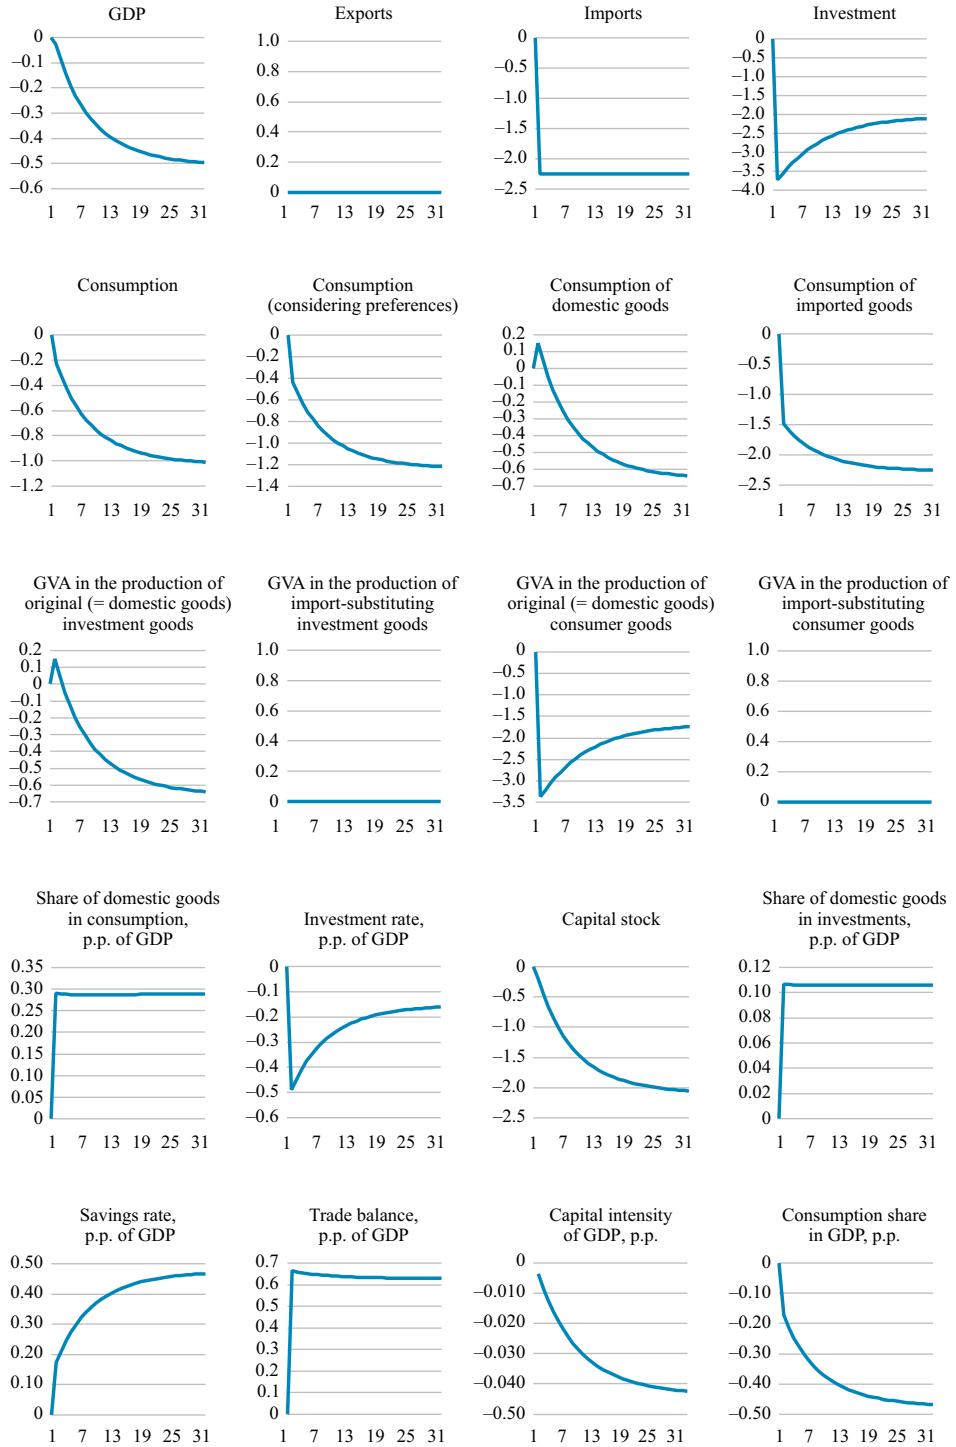 GDP
0
–0.1
–0.2
–0.3
–0.4
–0.5
–0.6
1 7 13 19 25 31
Exports
1.0
0.8
0.6
0.4
0.2
0
1 7 13 19 25 31
Imports
0
–0.5
–1.0
–1.5
–2.0
–2.5
1 7 13 19 25 31
Investment
0
–0.5
–1.0
–1.5
–2.0
–2.5
–3.0
–3.5
–4.0
1 7 13 19 25 31
Consumption
0
–0.2
–0.4
–0.6
–0.8
–1.0
–1.2
1 7 13 19 25 31
Consumption
(considering preferences)
0
–0.2
–0.4
–0.6
–0.8
–1.0
–1.2
–1.4
1 7 13 19 25 31
Consumption of
domestic goods
0.2
0.1
0
–0.1
–0.2
–0.3
–0.4
–0.5
–0.6
–0.7
1 7 13 19 25 31
Consumption of
imported goods
0
–0.5
–1.0
–1.5
–2.0
–2.5
1 7 13 19 25 31
GVA in the production of
original (= domestic goods)
investment goods
0.2
0.1
0
–0.1
–0.2
–0.3
–0.4
–0.5
–0.6
–0.7
1 7 13 19 25 31
GVA in the production of
import-substituting
investment goods
1.0
0.8
0.6
0.4
0.2
0
1 7 13 19 25 31
GVA in the production of
original (= domestic goods)
consumer goods
0
–0.5
–1.0
–1.5
–2.0
–2.5
–3.0
–3.5
1 7 13 19 25 31
GVA in the production of
import-substituting
consumer goods
1.0
0.8
0.6
0.4
0.2
0
1 7 13 19 25 31
Share of domestic goods
in consumption,
p.p. of GDP
0.35
0.30
0.25
0.20
0.15
0.10
0.05
0
1 7 13 19 25 31
Investment rate,
p.p. of GDP
0
–0.1
–0.2
–0.3
–0.4
–0.5
–0.6
1 7 13 19 25 31
Capital stock
0
–0.5
–1.0
–1.5
–2.0
–2.5
1 7 13 19 25 31
Share of domestic goods
in investments,
p.p. of GDP
0.12
0.10
0.08
0.06
0.04
0.02
0
1 7 13 19 25 31
Savings rate,
p.p. of GDP
0.50
0.40
0.30
0.20
0.10
0
1 7 13 19 25 31
Trade balance,
p.p. of GDP
0.7
0.6
0.5
0.4
0.3
0.2
0.1
0
1 7 13 19 25 31
Capital intensity
of GDP, p.p.
0
–0.010
–0.020
–0.030
–0.040
–0.50
1 7 13 19 25 31
Consumption share
in GDP, p.p.
0
–0.10
–0.20
–0.30
–0.40
–0.50
1 7 13 19 25 31